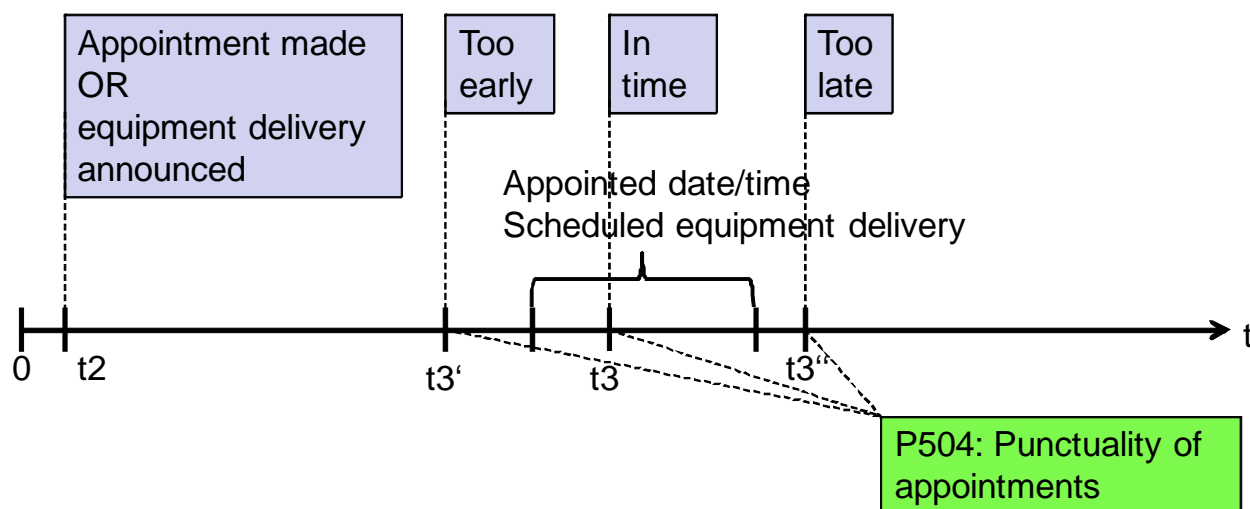 Appointment made
OR
equipment delivery
announced
Too
early
In
time
Too
late
Appointed date/time
Scheduled equipment delivery
t
0
t2
t3‘
t3
t3“
P504: Punctuality of
appointments